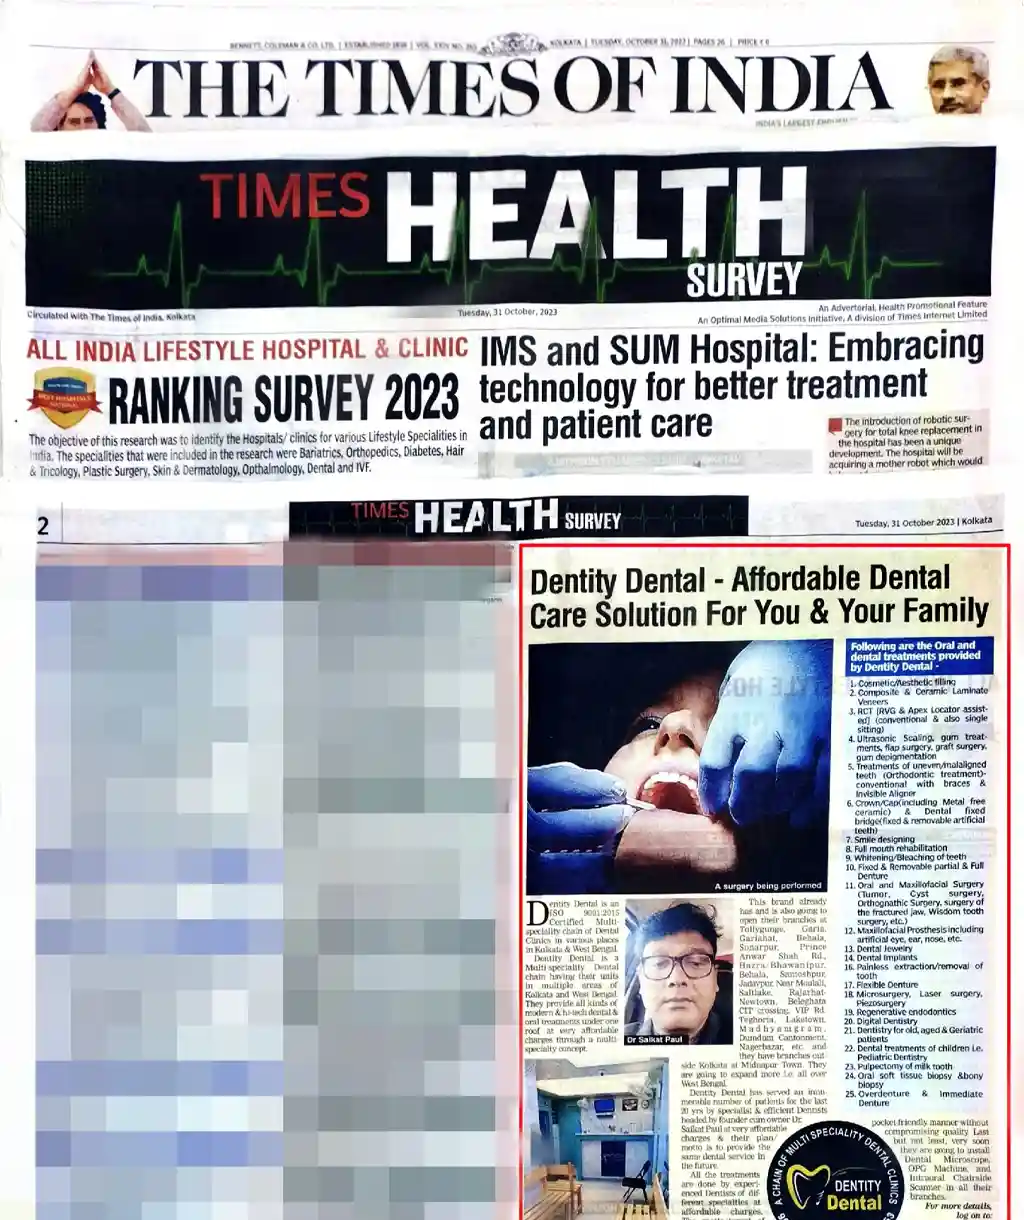 BENNETT, COLEMAN & CO. LTD. | ESTABLISHED 1838 | VOL. XXIV NO.
KOLKATA | TUESDAY, OCTOBER 31, 2023 | PAGES 26 | PRICE ₹ 6
THE TIMES OF INDIA
INDIA'S LARGEST
TIMES HEALTH
SURVEY
Circulated with The Times of India, Kolkata
Tuesday, 31 October, 2023
An Advertorial, Health Promotional Feature
An Optimal Media Solutions Initiative, A division of Times Internet Limited
ALL INDIA LIFESTYLE HOSPITAL & CLINIC
RANKING SURVEY 2023
The objective of this research was to identify the Hospitals/ clinics for various Lifestyle Specialities in
India. The specialities that were included in the research were Bariatrics, Orthopedics, Diabetes, Hair
& Tricology, Plastic Surgery, Skin & Dermatology, Opthalmology, Dental and IVF.
IMS and SUM Hospital: Embracing
technology for better treatment
and patient care
The introduction of robotic sur-
gery for total knee replacement in
the hospital has been a unique
development. The hospital will be
acquiring a mother robot which would
2
TIMES HEALTH SURVEY
Tuesday, 31 October 2023 | Kolkata
Dentity Dental - Affordable Dental
Care Solution For You & Your Family
A surgery being performed
Following are the Oral and
dental treatments provided
by Dentity Dental -
1. Cosmetic/Aesthetic filling
2. Composite & Ceramic Laminate
Veneers
3. RCT [RVG & Apex Locator assist-
ed] (conventional & also single
sitting)
4. Ultrasonic Scaling, gum treat-
ments, flap surgery, graft surgery,
gum depigmentation
5. Treatments of uneven/malaligned
teeth (Orthodontic treatment)-
conventional with braces &
Invisible Aligner
6. Crown/Cap(including Metal free
ceramic) & Dental fixed
bridge(fixed & removable artificial
teeth)
7. Smile designing
8. Full mouth rehabilitation
9. Whitening/Bleaching of teeth
10. Fixed & Removable partial & Full
Denture
11. Oral and Maxillofacial Surgery
(Tumor, Cyst surgery,
Orthognathic Surgery, surgery of
the fractured jaw, Wisdom tooth
surgery, etc.)
12. Maxillofacial Prosthesis including
artificial eye, ear, nose, etc.
13. Dental Jewelry
14. Dental Implants
16. Painless extraction/removal of
tooth
17. Flexible Denture
18. Microsurgery, Laser surgery,
Piezosurgery
19. Regenerative endodontics
20. Digital Dentistry
21. Dentistry for old, aged & Geriatric
patients
22. Dental treatments of children i.e.
Pediatric Dentistry
23. Pulpectomy of milk tooth
24. Oral soft tissue biopsy &bony
biopsy
25. Overdenture & Immediate
Denture
Dentity Dental is an
ISO 9001:2015
Certified Multi-
speciality chain of Dental
Clinics in various places
in Kolkata & West Bengal.
Dentity Dental is a
Multi speciality Dental
chain having their units
in multiple areas of
Kolkata and West Bengal.
They provide all kinds of
modern & hi-tech dental &
oral treatments under one
roof at very affordable
charges through a multi-
specialty concept.
Dr Saikat Paul
This brand already
has and is also going to
open their branches at
Tollygunge, Garia,
Gariahat, Behala,
Sonarpur, Prince
Anwar Shah Rd.,
Hazra/Bhawanipur,
Behala, Santoshpur,
Jadavpur, Near Moulali,
Saltlake, Rajarhat-
Newtown, Beleghata
CIT crossing, VIP Rd.
Teghoria, Laketown,
Madhyamgram,
Dumdum Cantonment,
Nagerbazar, etc. and
they have branches out-
side Kolkata at Midnapur Town. They
are going to expand more i.e. all over
West Bengal.
Dentity Dental has served an innu-
merable number of patients for the last
20 yrs by specialist & efficient Dentists
headed by founder cum owner Dr.
Saikat Paul at very affordable
charges & their plan/
motto is to provide the
same dental service in
the future.
All the treatments
are done by experi-
enced Dentists of dif-
ferent specialties at
affordable charges.
pocket-friendly manner without
compromising quality. Last
but not least, very soon
they are going to install
Dental Microscope,
OPG Machine, and
Intraoral Chairside
Scanner in all their
branches.
For more details,
log on to:
A CHAIN OF MULTI SPECIALITY DENTAL CLINICS
DENTITY
Dental